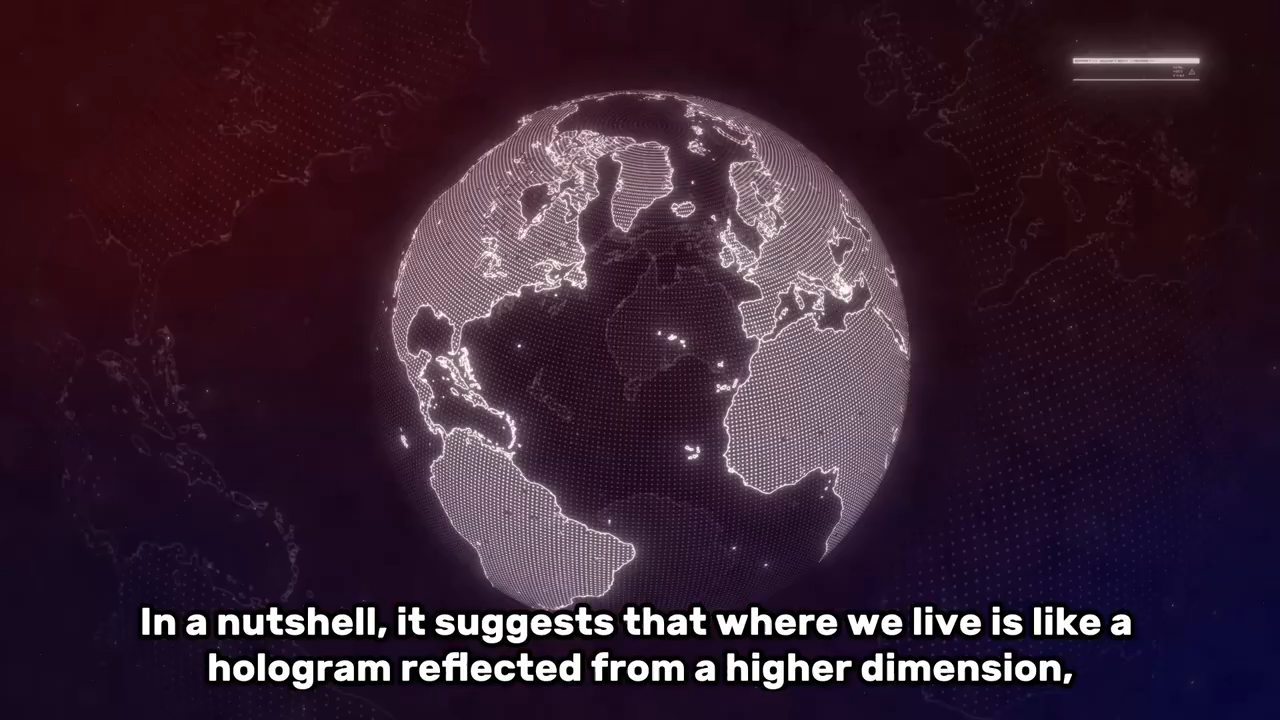 In a nutshell, it suggests that where we live is like a
hologram reflected from a higher dimension,